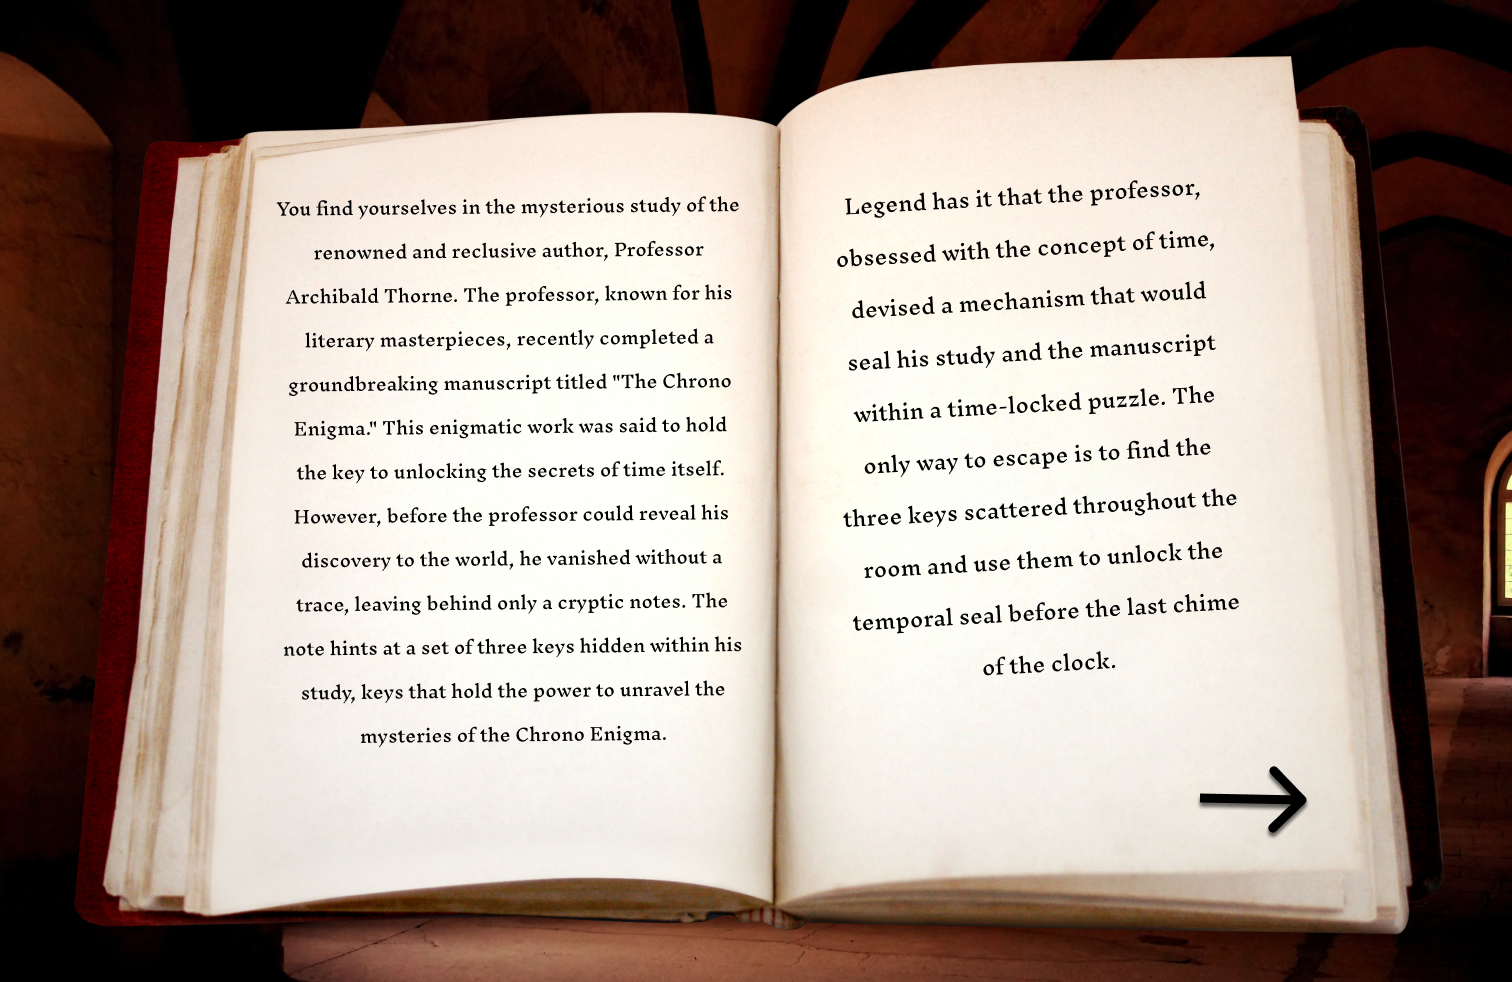 You find yourselves in the mysterious study of the
renowned and reclusive author, Professor
Archibald Thorne. The professor, known for his
literary masterpieces, recently completed a
groundbreaking manuscript titled "The Chrono
Enigma." This enigmatic work was said to hold
the key to unlocking the secrets of time itself.
However, before the professor could reveal his
discovery to the world, he vanished without a
trace, leaving behind only a cryptic notes. The
note hints at a set of three keys hidden within his
study, keys that hold the power to unravel the
mysteries of the Chrono Enigma.
Legend has it that the professor,
obsessed with the concept of time,
devised a mechanism that would
seal his study and the manuscript
within a time-locked puzzle. The
only way to escape is to find the
three keys scattered throughout the
room and use them to unlock the
temporal seal before the last chime
of the clock.